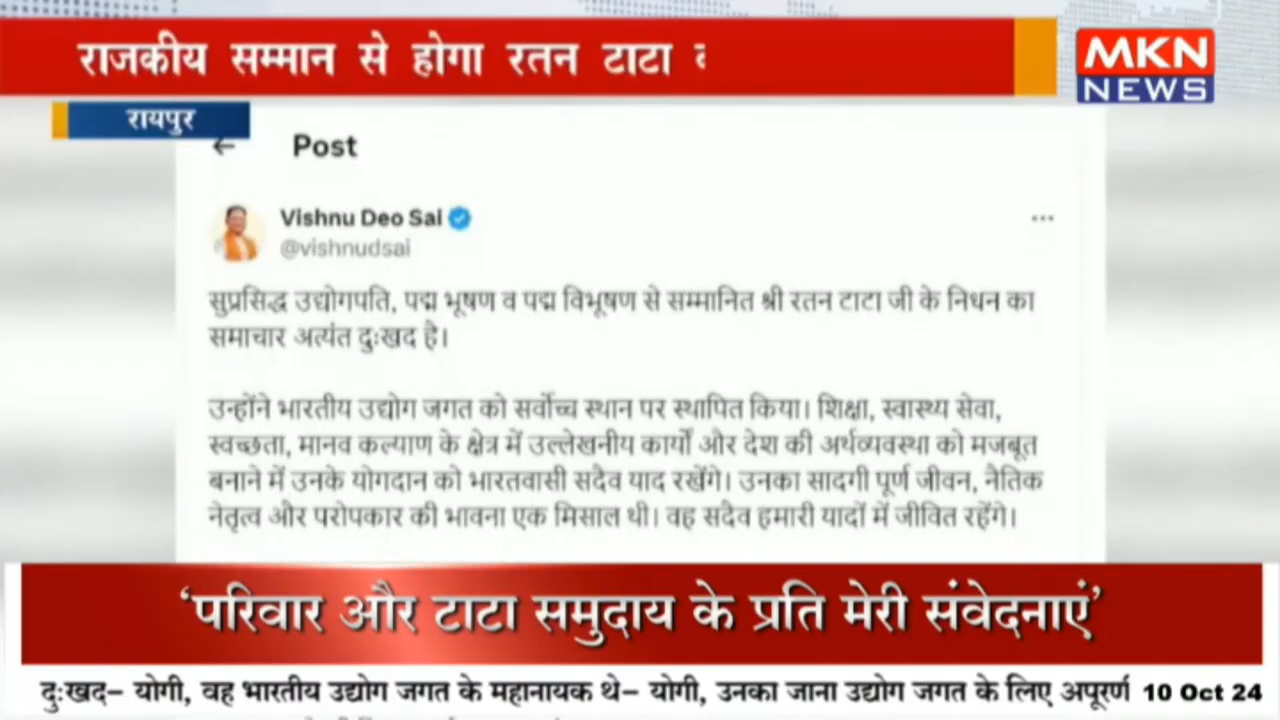 राजकीय सम्मान से होगा रतन टाटा
MKN
NEWS
रायपुर
← Post
Vishnu Deo Sai
@vishnudsai
सुप्रसिद्ध उद्योगपति, पद्म भूषण व पद्म विभूषण से सम्मानित श्री रतन टाटा जी के निधन का
समाचार अत्यंत दुःखद है।
उन्होंने भारतीय उद्योग जगत को सर्वोच्च स्थान पर स्थापित किया। शिक्षा, स्वास्थ्य सेवा,
स्वच्छता, मानव कल्याण के क्षेत्र में उल्लेखनीय कार्यों और देश की अर्थव्यवस्था को मजबूत
बनाने में उनके योगदान को भारतवासी सदैव याद रखेंगे। उनका सादगी पूर्ण जीवन, नैतिक
नेतृत्व और परोपकार की भावना एक मिसाल थी। वह सदैव हमारी यादों में जीवित रहेंगे।
‘परिवार और टाटा समुदाय के प्रति मेरी संवेदनाएं’
दुःखद– योगी, वह भारतीय उद्योग जगत के महानायक थे– योगी, उनका जाना उद्योग जगत के लिए अपूरर्ण 10 Oct 24